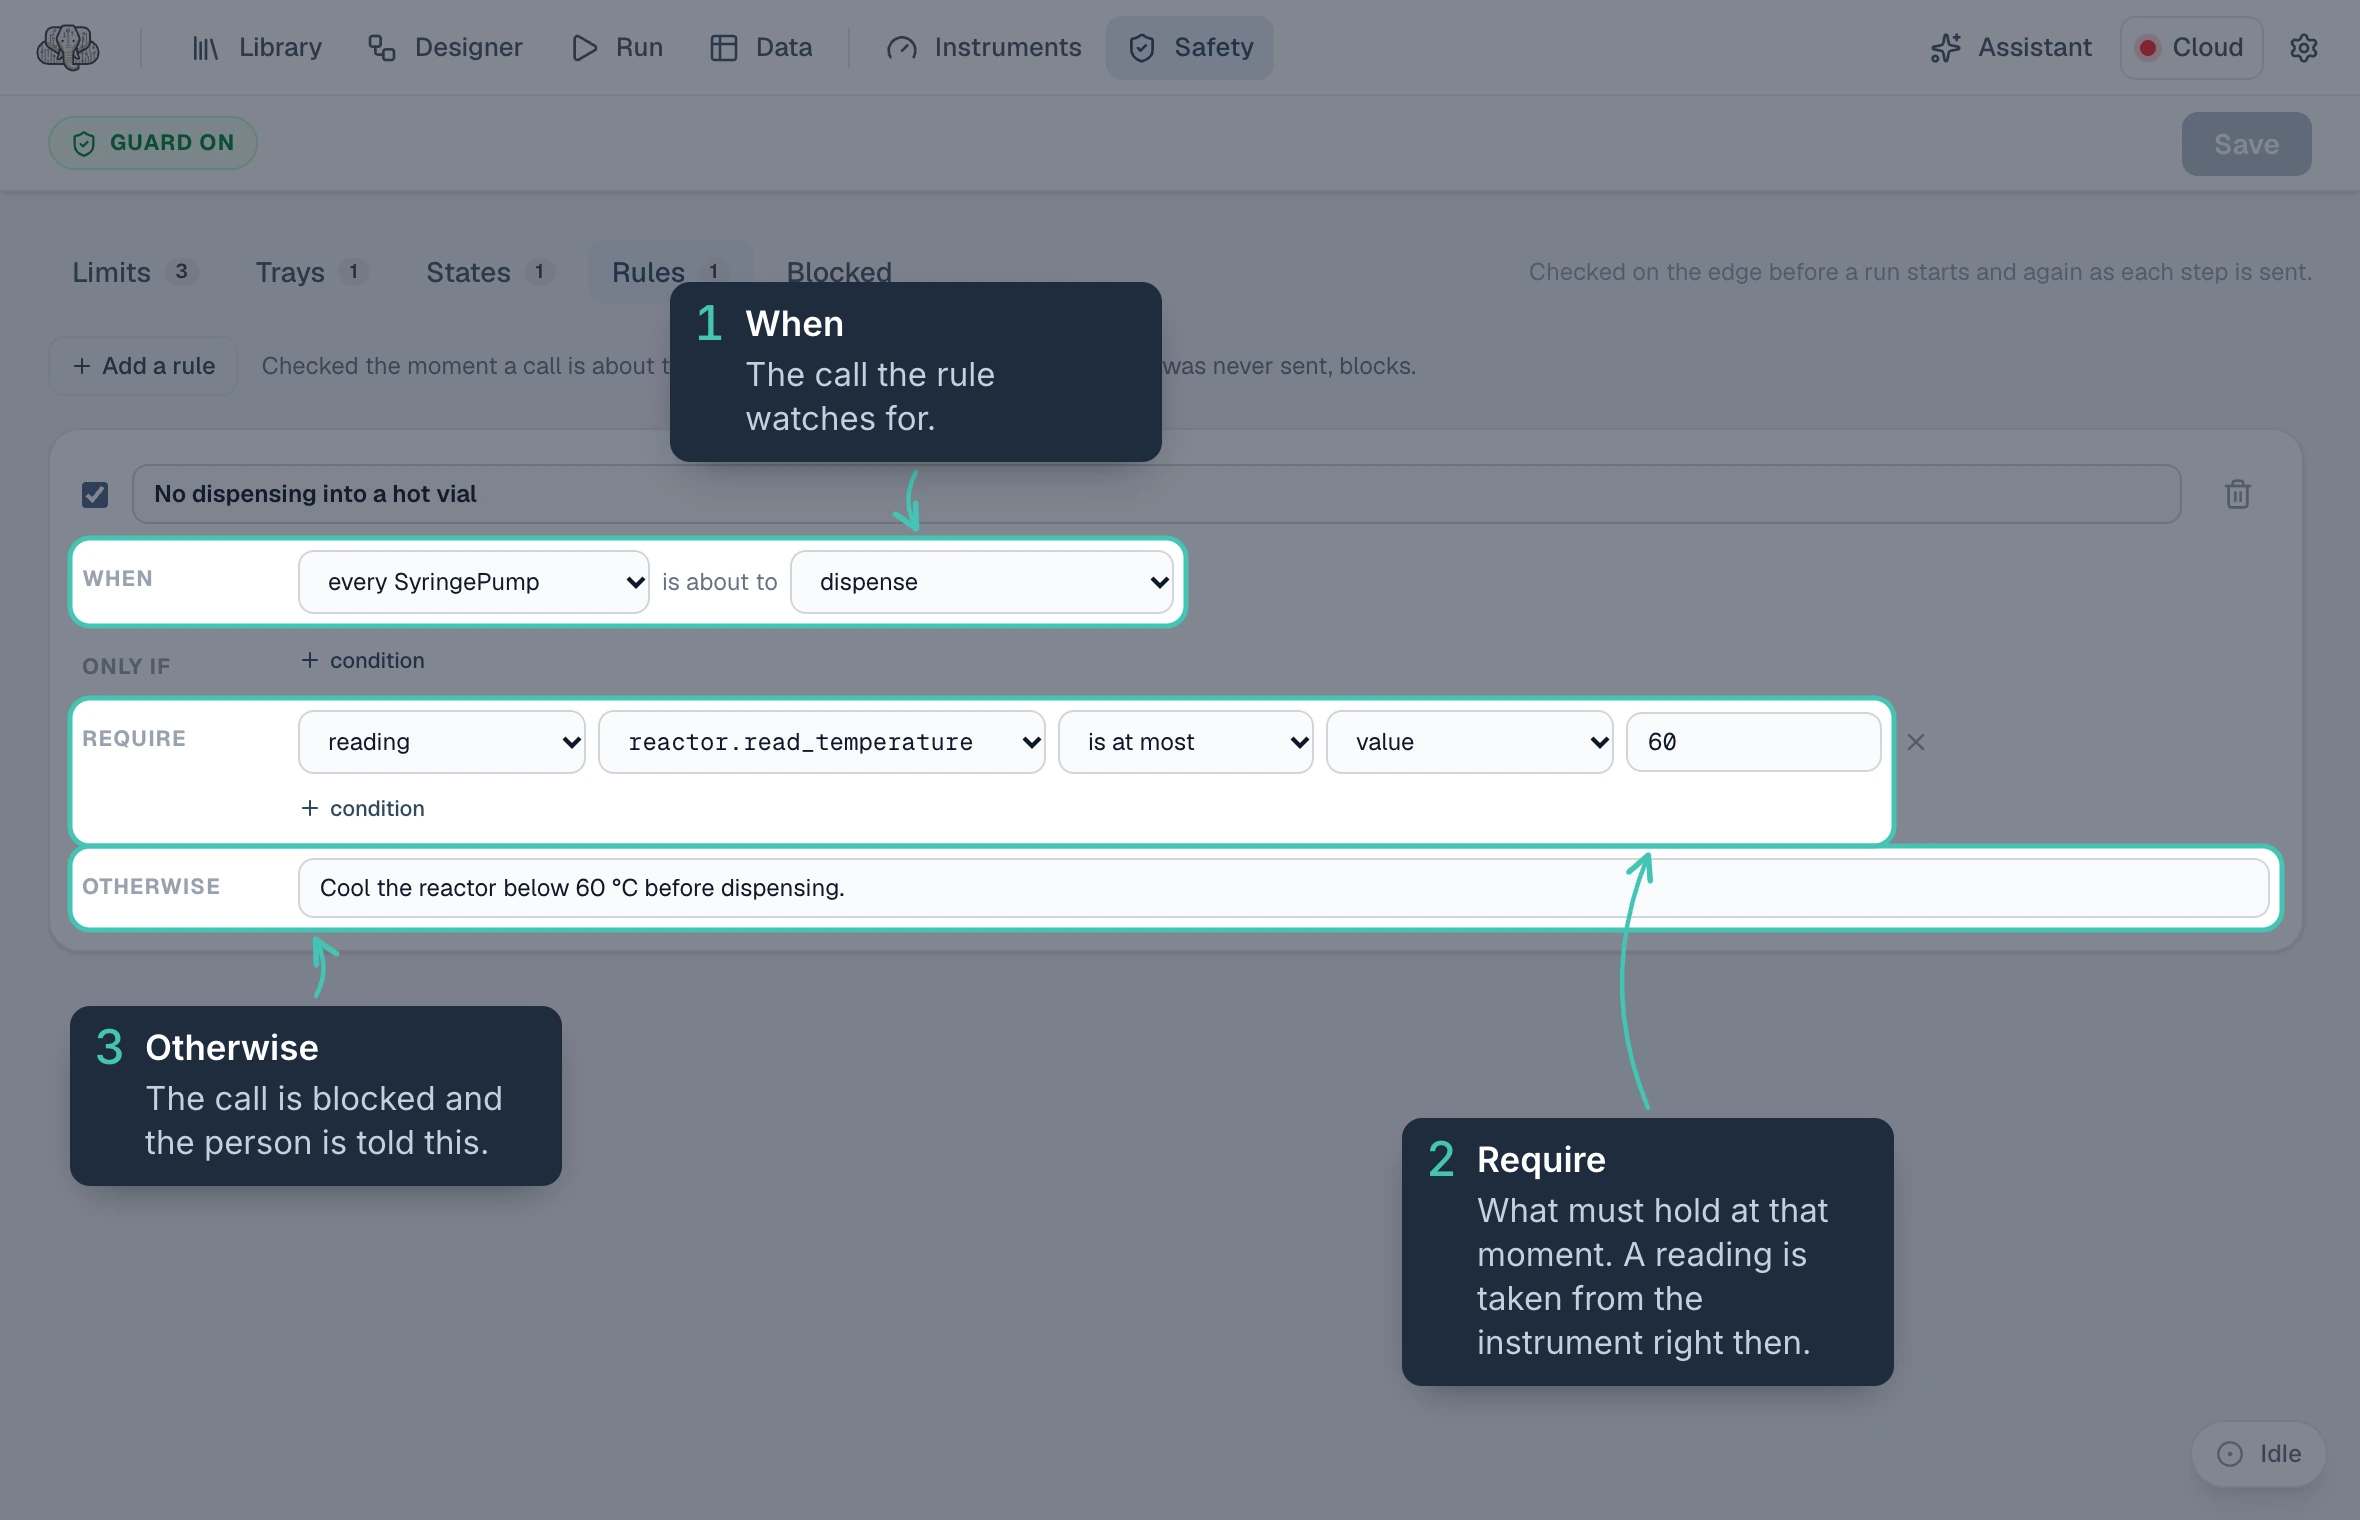 Library
Designer
Run
Data
Instruments
Safety
Assistant
Cloud
GUARD ON
Save
Limits 3
Trays 1
States 1
Rules 1
Blocked
Checked on the edge before a run starts and again as each step is sent.
+ Add a rule
Checked the moment a call is about t
was never sent, blocks.
1 When
The call the rule
watches for.
No dispensing into a hot vial
WHEN every SyringePump is about to dispense
ONLY IF + condition
REQUIRE reading reactor.read_temperature is at most value 60
+ condition
OTHERWISE Cool the reactor below 60 °C before dispensing.
3 Otherwise
The call is blocked and
the person is told this.
2 Require
What must hold at that
moment. A reading is
taken from the
instrument right then.
Idle